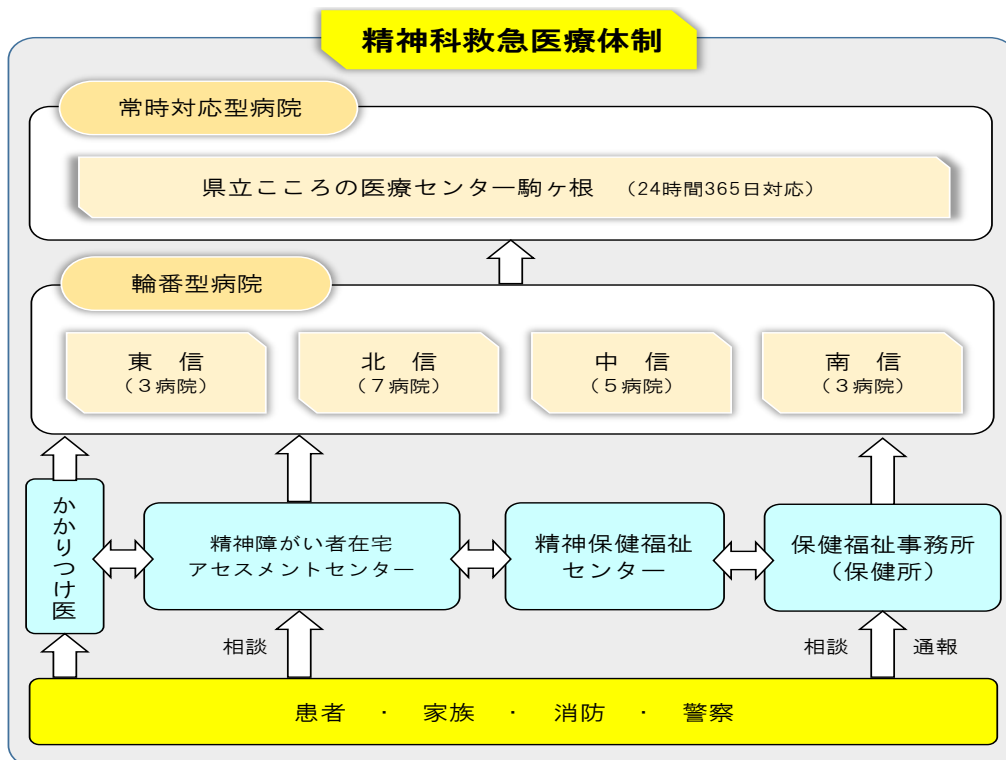 精神科救急医療体制
常時対応型病院
県立こころの医療センター駒ヶ根 （24時間365日対応）
輪番型病院
東 信
（３病院）
北 信
（７病院）
中 信
（５病院）
南 信
（３病院）
かかりつけ医
精神障がい者在宅
アセスメントセンター
精神保健福祉
センター
保健福祉事務所
（保健所）
相談
相談 通報
患者 ・ 家族 ・ 消防 ・ 警察